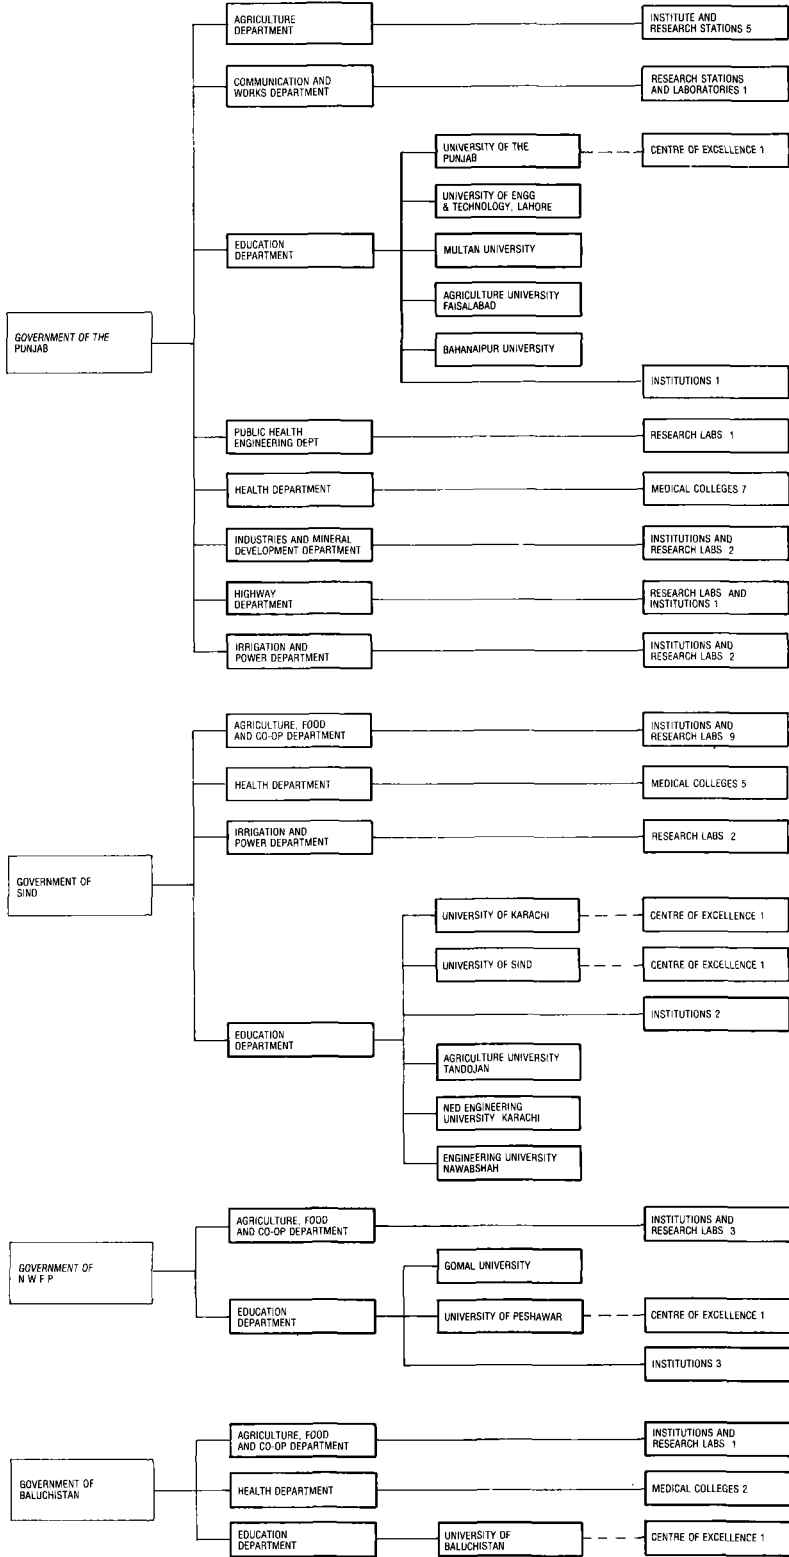 AGRICULTURE
DEPARTMENT
INSTITUTE AND
RESEARCH STATIONS 5
COMMUNICATION AND
WORKS DEPARTMENT
RESEARCH STATIONS
AND LABORATORIES 1
UNIVERSITY OF THE
PUNJAB
CENTRE OF EXCELLENCE 1
UNIVERSITY OF ENGG
& TECHNOLOGY, LAHORE
EDUCATION
DEPARTMENT
MULTAN UNIVERSITY
AGRICULTURE UNIVERSITY
FAISALABAD
GOVERNMENT OF THE
PUNJAB
BAHANAIPUR UNIVERSITY
INSTITUTIONS 1
PUBLIC HEALTH
ENGINEERING DEPT
RESEARCH LABS 1
HEALTH DEPARTMENT
MEDICAL COLLEGES 7
INDUSTRIES AND MINERAL
DEVELOPMENT DEPARTMENT
INSTITUTIONS AND
RESEARCH LABS 2
HIGHWAY
DEPARTMENT
RESEARCH LABS AND
INSTITUTIONS 1
IRRIGATION AND
POWER DEPARTMENT
INSTITUTIONS AND
RESEARCH LABS 2
AGRICULTURE, FOOD
AND CO-OP DEPARTMENT
INSTITUTIONS AND
RESEARCH LABS 9
HEALTH DEPARTMENT
MEDICAL COLLEGES 5
IRRIGATION AND
POWER DEPARTMENT
RESEARCH LABS 2
GOVERNMENT OF
SIND
UNIVERSITY OF KARACHI
CENTRE OF EXCELLENCE 1
UNIVERSITY OF SIND
CENTRE OF EXCELLENCE 1
INSTITUTIONS 2
EDUCATION
DEPARTMENT
AGRICULTURE UNIVERSITY
TANDOJAN
NED ENGINEERING
UNIVERSITY KARACHI
ENGINEERING UNIVERSITY
NAWABSHAH
AGRICULTURE, FOOD
AND CO-OP DEPARTMENT
INSTITUTIONS AND
RESEARCH LABS 3
GOVERNMENT OF
N W F P
GOMAL UNIVERSITY
EDUCATION
DEPARTMENT
UNIVERSITY OF PESHAWAR
CENTRE OF EXCELLENCE 1
INSTITUTIONS 3
AGRICULTURE, FOOD
AND CO-OP DEPARTMENT
INSTITUTIONS AND
RESEARCH LABS 1
GOVERNMENT OF
BALUCHISTAN
HEALTH DEPARTMENT
MEDICAL COLLEGES 2
EDUCATION
DEPARTMENT
UNIVERSITY OF
BALUCHISTAN
CENTRE OF EXCELLENCE 1